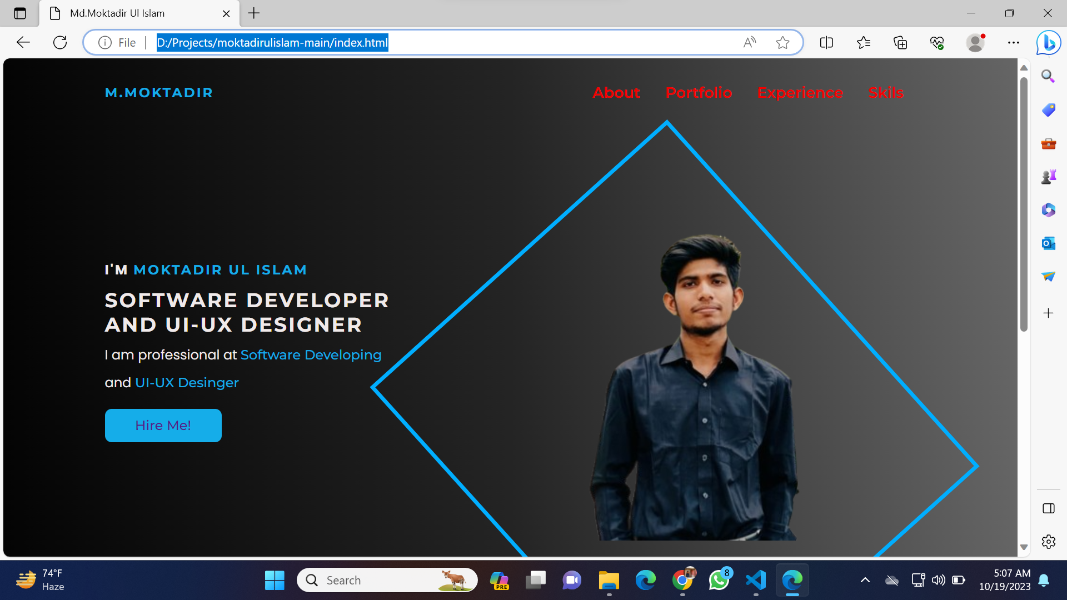 Md.Moktadir Ul Islam
File
D:/Projects/moktadirulislam-main/index.html
M.MOKTADIR
About Portfolio Experience Skils
I'M MOKTADIR UL ISLAM
SOFTWARE DEVELOPER
AND UI-UX DESIGNER
I am professional at Software Developing
and UI-UX Desinger
Hire Me!
74°F
Haze
Search
PRE
8
5:07 AM
10/19/2023